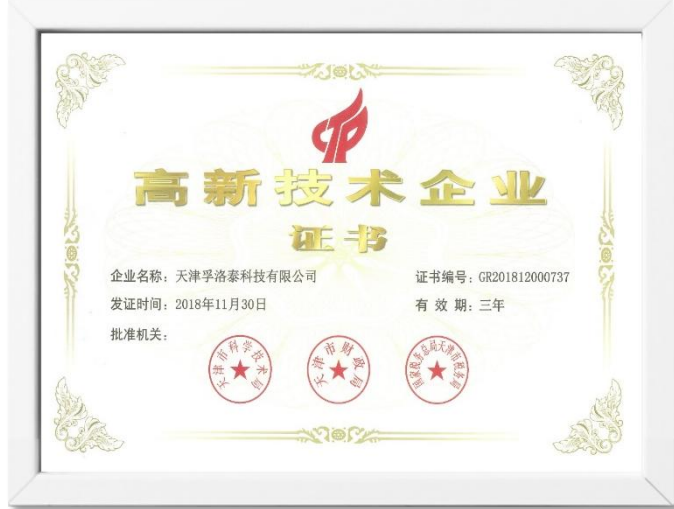 高新技术企业
证书
企业名称：天津孚洛泰科技有限公司
证书编号：GR201812000737
发证时间：2018年11月30日
有 效 期：三年
批准机关：
天津市科学技术局
天津市财政局
国家税务总局天津市税务局